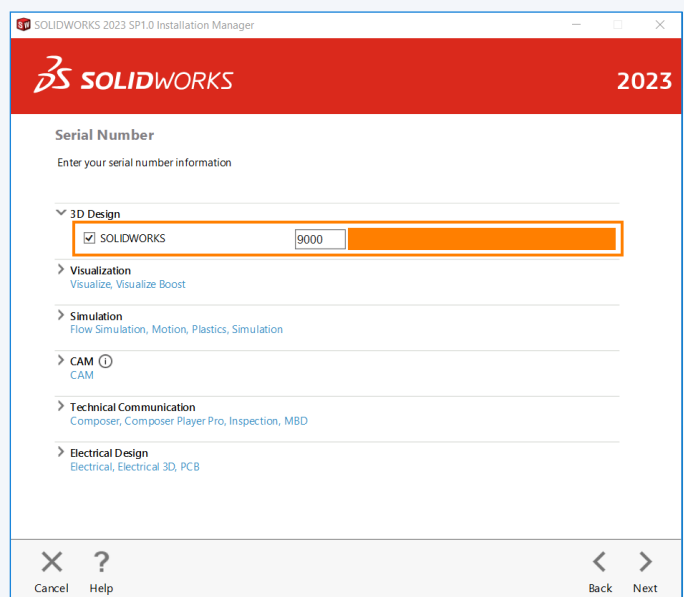 SOLIDWORKS 2023 SP1.0 Installation Manager
SOLIDWORKS
2023
Serial Number
Enter your serial number information
3D Design
SOLIDWORKS 9000
Visualization
Visualize, Visualize Boost
Simulation
Flow Simulation, Motion, Plastics, Simulation
CAM
CAM
Technical Communication
Composer, Composer Player Pro, Inspection, MBD
Electrical Design
Electrical, Electrical 3D, PCB
Cancel Help Back Next